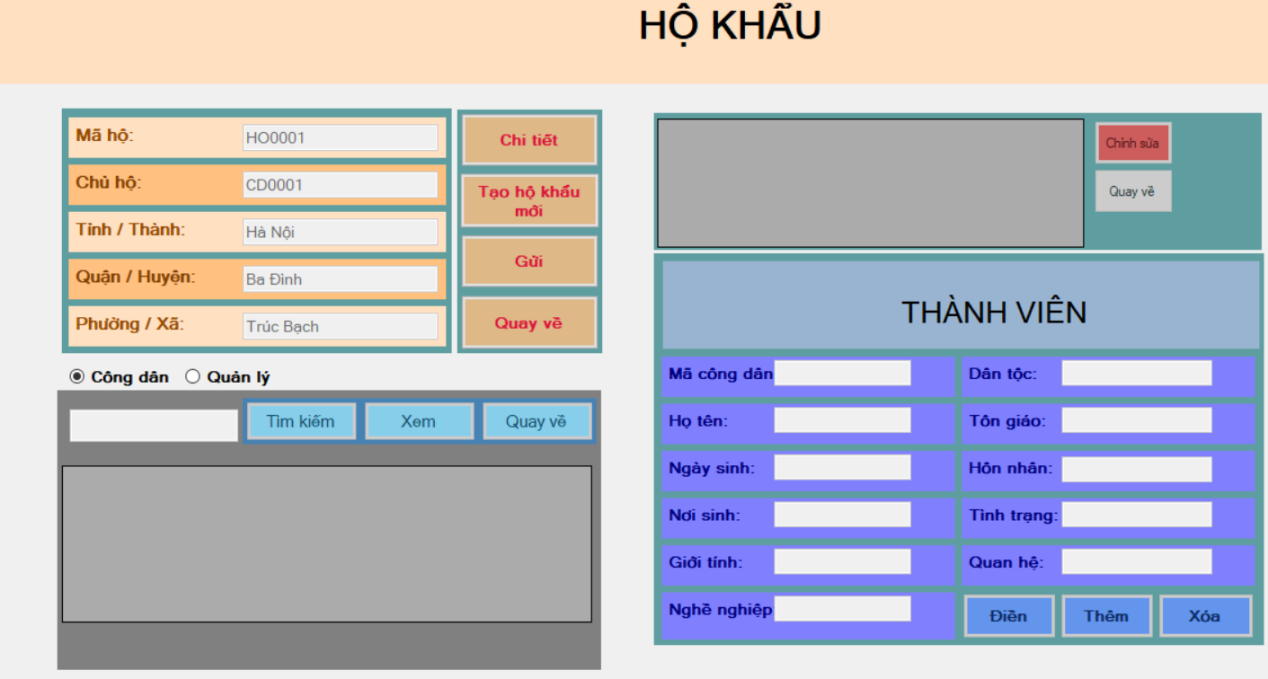 HỘ KHẨU
Mã hộ: HO0001
Chủ hộ: CD0001
Tỉnh / Thành: Hà Nội
Quận / Huyện: Ba Đình
Phường / Xã: Trúc Bạch
Chi tiết
Tạo hộ khẩu
mới
Gửi
Quay về
Công dân Quản lý
Tìm kiếm Xem Quay về
Chỉnh sửa
Quay về
THÀNH VIÊN
Mã công dân Dân tộc:
Họ tên: Tôn giáo:
Ngày sinh: Hôn nhân:
Nơi sinh: Tình trạng:
Giới tính: Quan hệ:
Nghề nghiệp Điền Thêm Xóa